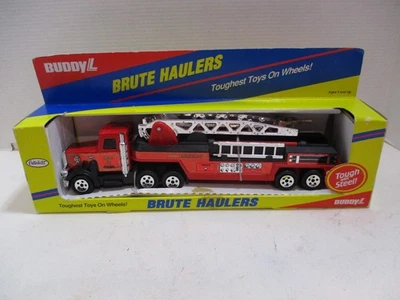 BUDDY L
BRUTE HAULERS
Toughest Toys On Wheels!
Tough
Steel!
Toughest Toys On Wheels!
BRUTE HAULERS
BUDDY L